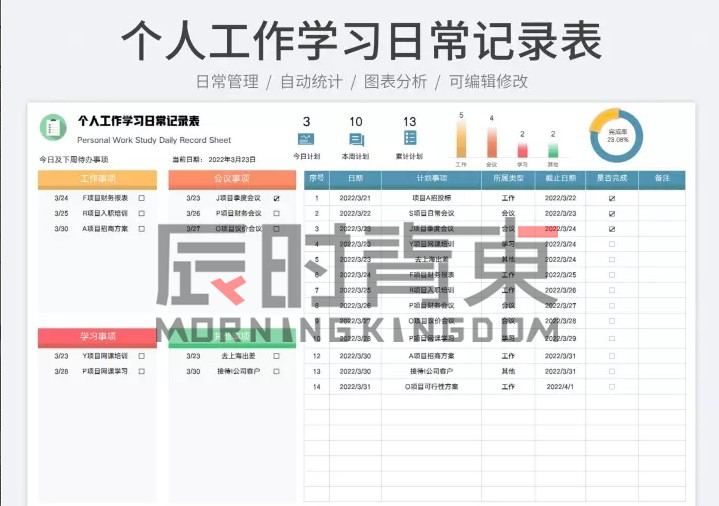 个人工作学习日常记录表
日常管理 / 自动统计 / 图表分析 / 可编辑修改
个人工作学习日常记录表
Personal Work Study Daily Record Sheet
今日及下周待办事项 当前日期: 2022年3月23日
3 10 13
今日计划 本周计划 累计计划
5 4 2 2
工作 会议 学习 其他
完成率
23.08%
工作事项
3/24 F项目财务报表
3/25 R项目入职培训
3/30 A项目招商方案
会议事项
3/23 J项目季度会议
3/26 P项目财务会议
3/27 O项目议价会议
学习事项
3/23 Y项目网课培训
3/28 P项目网课学习
3/23 去上海出差
3/30 接待I公司客户
序号 日期 计划事项 所属类型 截止日期 是否完成 备注
1 2022/3/21 项目A招投标 工作 2022/3/22
2 2022/3/22 S项目日常会议 会议 2022/3/23
3 2022/3/23 J项目季度会议 会议 2022/3/24
4 2022/3/23 Y项目网课培训 学习 2022/3/24
5 2022/3/23 去上海出差 其他 2022/3/24
6 2022/3/24 F项目财务报表 工作 2022/3/25
7 2022/3/25 R项目入职培训 工作 2022/3/26
8 2022/3/26 P项目财务会议 会议 2022/3/27
9 2022/3/27 O项目议价会议 会议 2022/3/28
10 2022/3/28 P项目网课学习 学习 2022/3/29
12 2022/3/30 A项目招商方案 工作 2022/3/31
13 2022/3/30 接待I公司客户 其他 2022/3/31
14 2022/3/31 O项目可行性方案 工作 2022/4/1
辰时青東
MORNINGKINGDOM